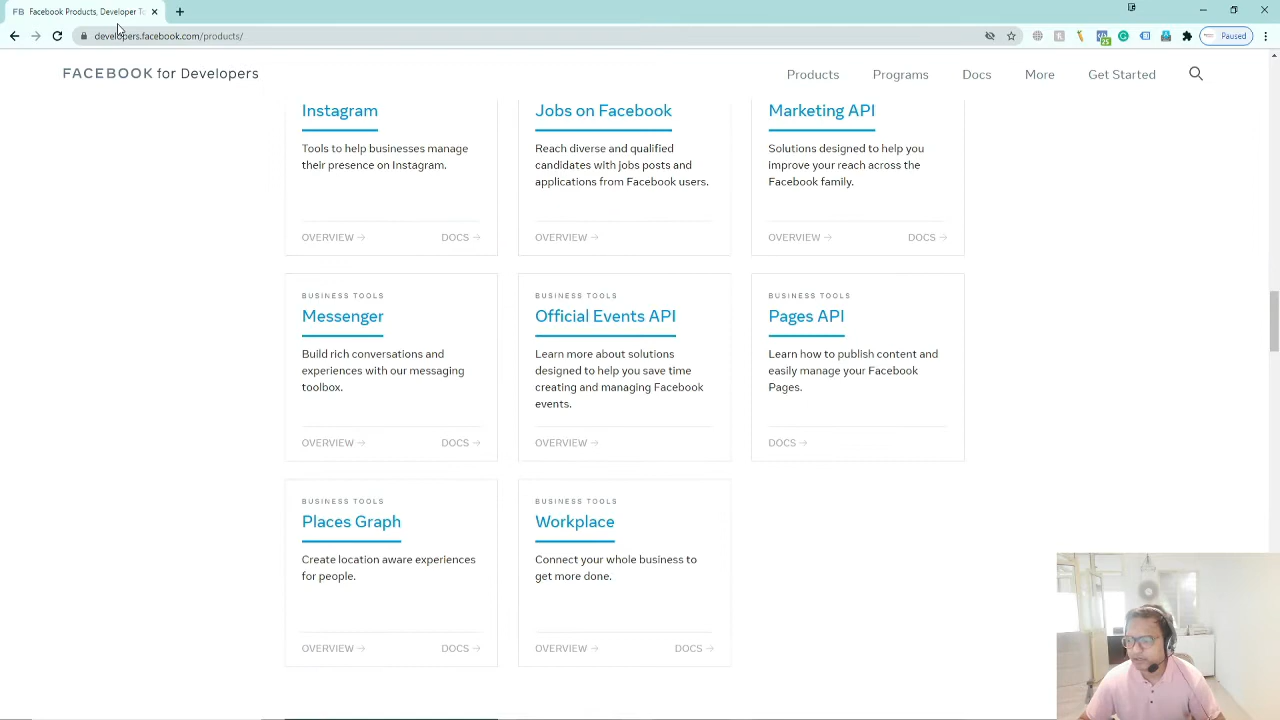 FB Facebook Products, Developer To
developers.facebook.com/products/
25
Paused
FACEBOOK for Developers
Products
Programs
Docs
More
Get Started
Instagram
Tools to help businesses manage
their presence on Instagram.
OVERVIEW →
DOCS →
Jobs on Facebook
Reach diverse and qualified
candidates with jobs posts and
applications from Facebook users.
OVERVIEW →
Marketing API
Solutions designed to help you
improve your reach across the
Facebook family.
OVERVIEW →
DOCS →
BUSINESS TOOLS
Messenger
Build rich conversations and
experiences with our messaging
toolbox.
OVERVIEW →
DOCS →
BUSINESS TOOLS
Official Events API
Learn more about solutions
designed to help you save time
creating and managing Facebook
events.
OVERVIEW →
BUSINESS TOOLS
Pages API
Learn how to publish content and
easily manage your Facebook
Pages.
DOCS →
BUSINESS TOOLS
Places Graph
Create location aware experiences
for people.
OVERVIEW →
DOCS →
BUSINESS TOOLS
Workplace
Connect your whole business to
get more done.
OVERVIEW →
DOCS →